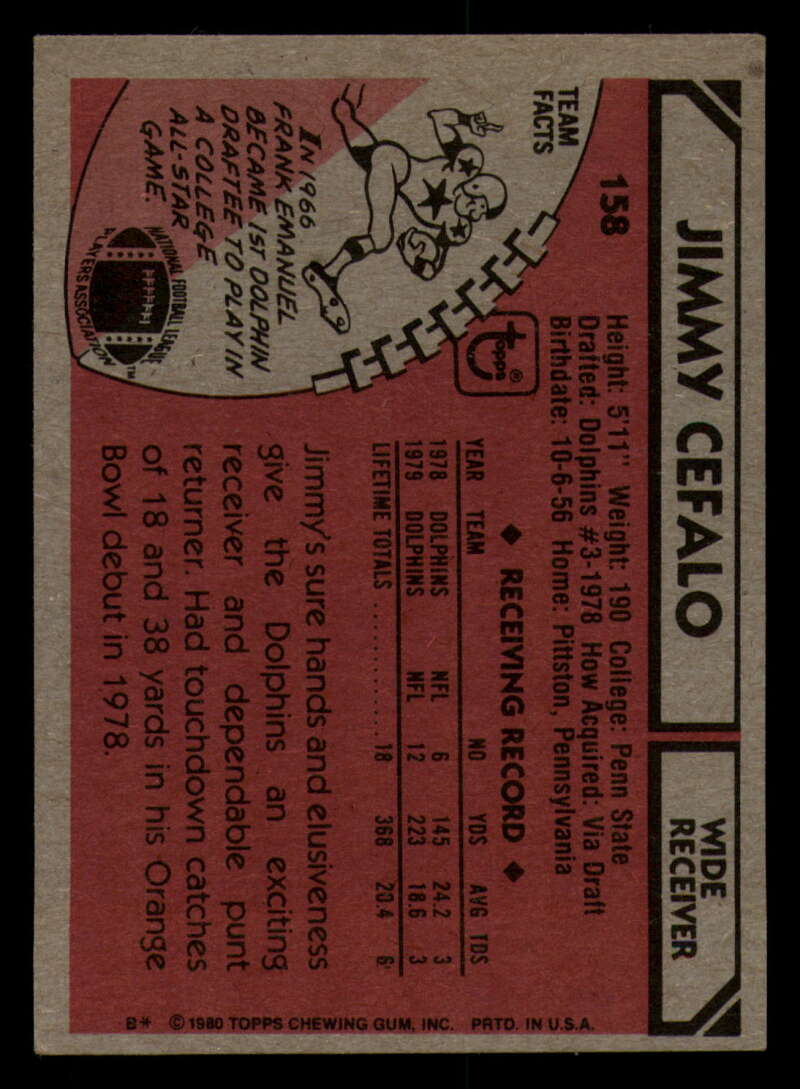 JIMMY CEFALO
WIDE
RECEIVER
158
Height: 5'11" Weight: 190 College: Penn State
Drafted: Dolphins #3-1978 How Acquired: Via Draft
Birthdate: 10-6-56 Home: Pittston, Pennsylvania
TEAM
FACTS
IN 1966
FRANK EMANUEL
BECAME 1ST DOLPHIN
DRAFTEE TO PLAY IN
A COLLEGE
ALL-STAR
GAME.
NATIONAL FOOTBALL LEAGUE
PLAYERS ASSOCIATION™
topps®
◆ RECEIVING RECORD ◆
YEAR TEAM NO YDS AVG TDS
1978 DOLPHINS NFL 6 145 24.2 3
1979 DOLPHINS NFL 12 223 18.6 3
LIFETIME TOTALS .................. 18 368 20.4 6
Jimmy's sure hands and elusiveness
give the Dolphins an exciting
receiver and dependable punt
returner. Had touchdown catches
of 18 and 38 yards in his Orange
Bowl debut in 1978.
B* © 1980 TOPPS CHEWING GUM, INC. PRTD. IN U.S.A.